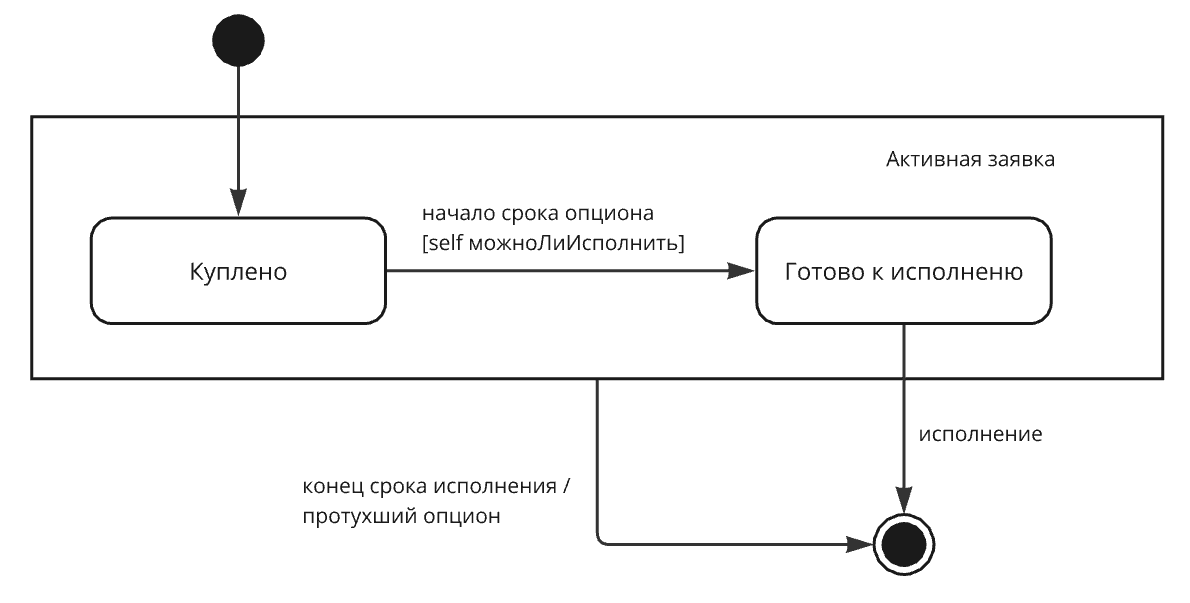 Активная заявка
начало срока опциона
[self можноЛиИсполнить]
Куплено
Готово к исполненю
исполнение
конец срока исполнения /
протухший опцион